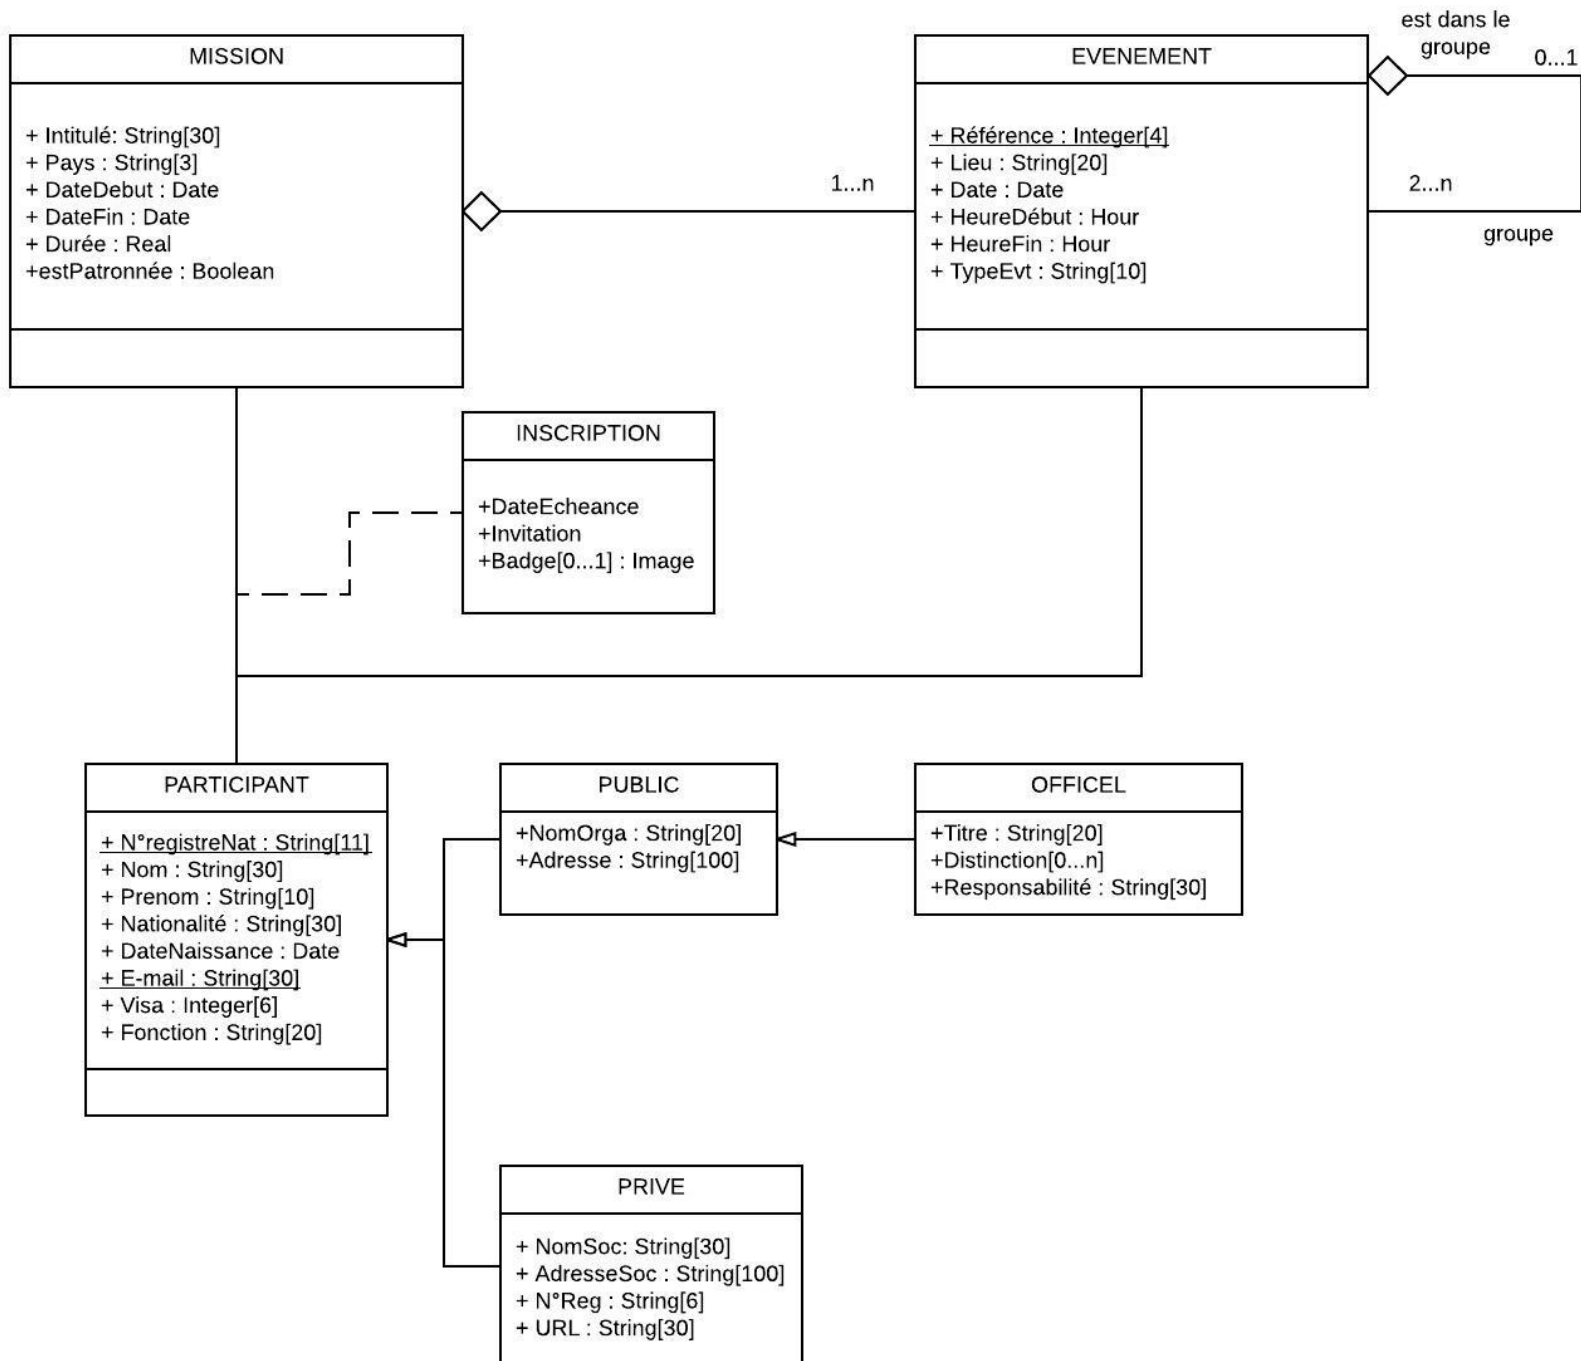 MISSION
+ Intitulé: String[30]
+ Pays : String[3]
+ DateDebut : Date
+ DateFin : Date
+ Durée : Real
+estPatronnée : Boolean
1...n
EVENEMENT
+ Référence : Integer[4]
+ Lieu : String[20]
+ Date : Date
+ HeureDébut : Hour
+ HeureFin : Hour
+ TypeEvt : String[10]
est dans le
groupe
0...1
2...n
groupe
INSCRIPTION
+DateEcheance
+Invitation
+Badge[0...1] : Image
PARTICIPANT
+ N°registreNat : String[11]
+ Nom : String[30]
+ Prenom : String[10]
+ Nationalité : String[30]
+ DateNaissance : Date
+ E-mail : String[30]
+ Visa : Integer[6]
+ Fonction : String[20]
PUBLIC
+NomOrga : String[20]
+Adresse : String[100]
OFFICEL
+Titre : String[20]
+Distinction[0...n]
+Responsabilité : String[30]
PRIVE
+ NomSoc: String[30]
+ AdresseSoc : String[100]
+ N°Reg : String[6]
+ URL : String[30]